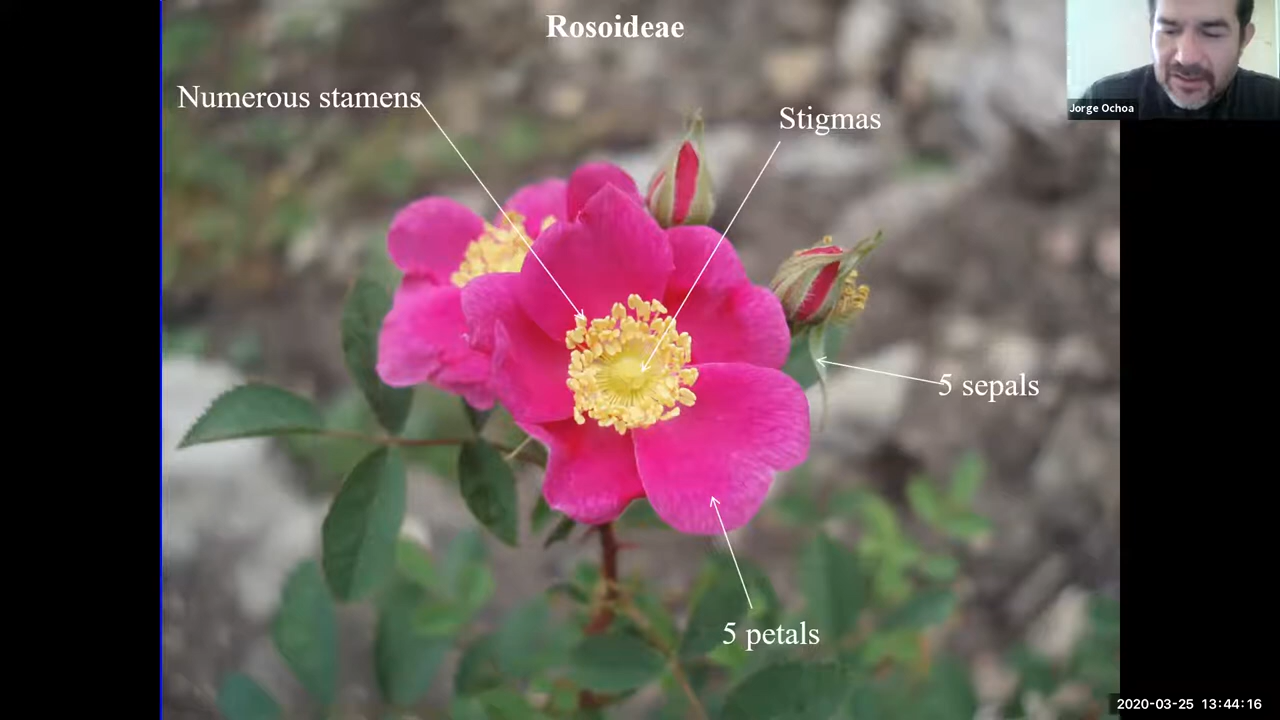 Rosoideae
Numerous stamens
Stigmas
Jorge Ochoa
5 sepals
5 petals
2020-03-25 13:44:16